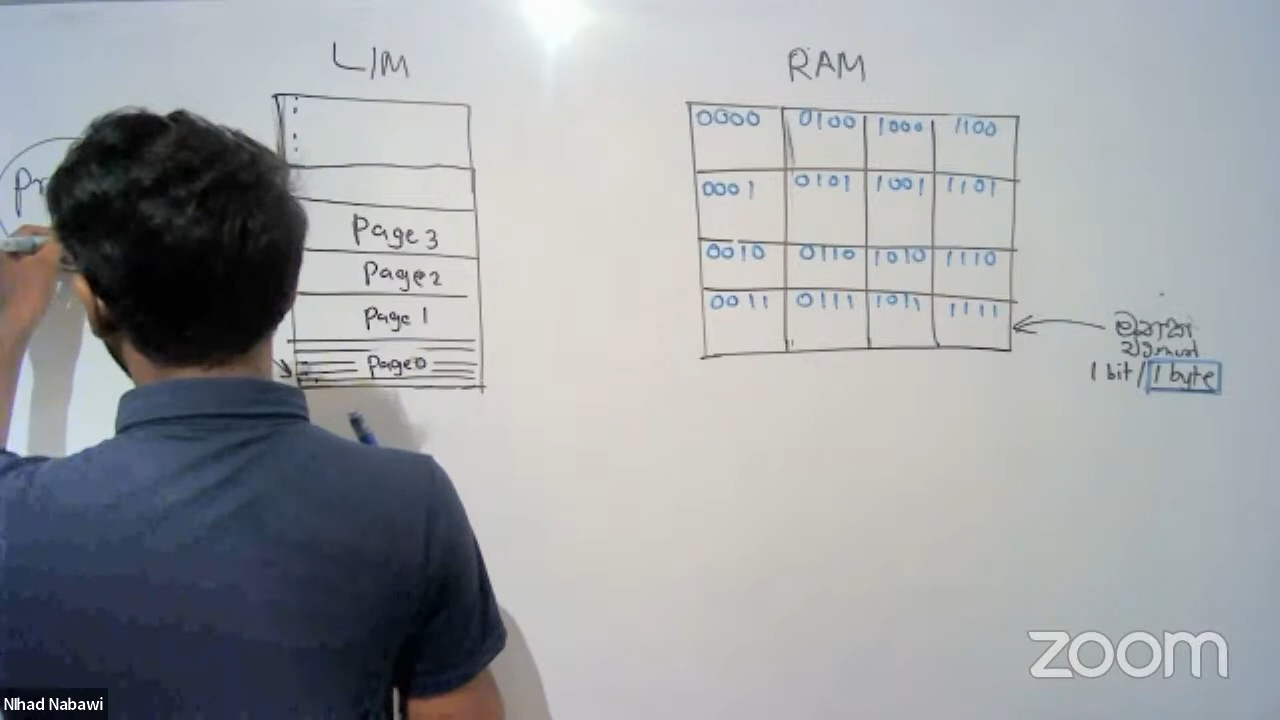 L/M
RAM
0000 0100 1000 1100
0001 0101 1001 1101
0010 0110 1010 1110
0011 0111 1011 1111
Page 3
Page 2
Page 1
Page 0
මතක
1 bit / 1 byte
zoom
NIhad Nabawi